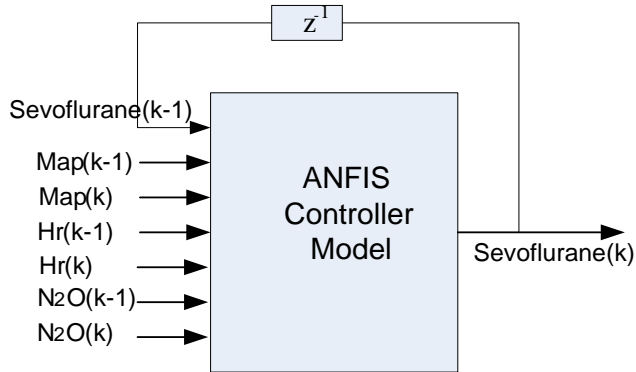 z-1
Sevoflurane(k-1)
Map(k-1)
Map(k)
Hr(k-1)
Hr(k)
N2O(k-1)
N2O(k)
ANFIS
Controller
Model
Sevoflurane(k)